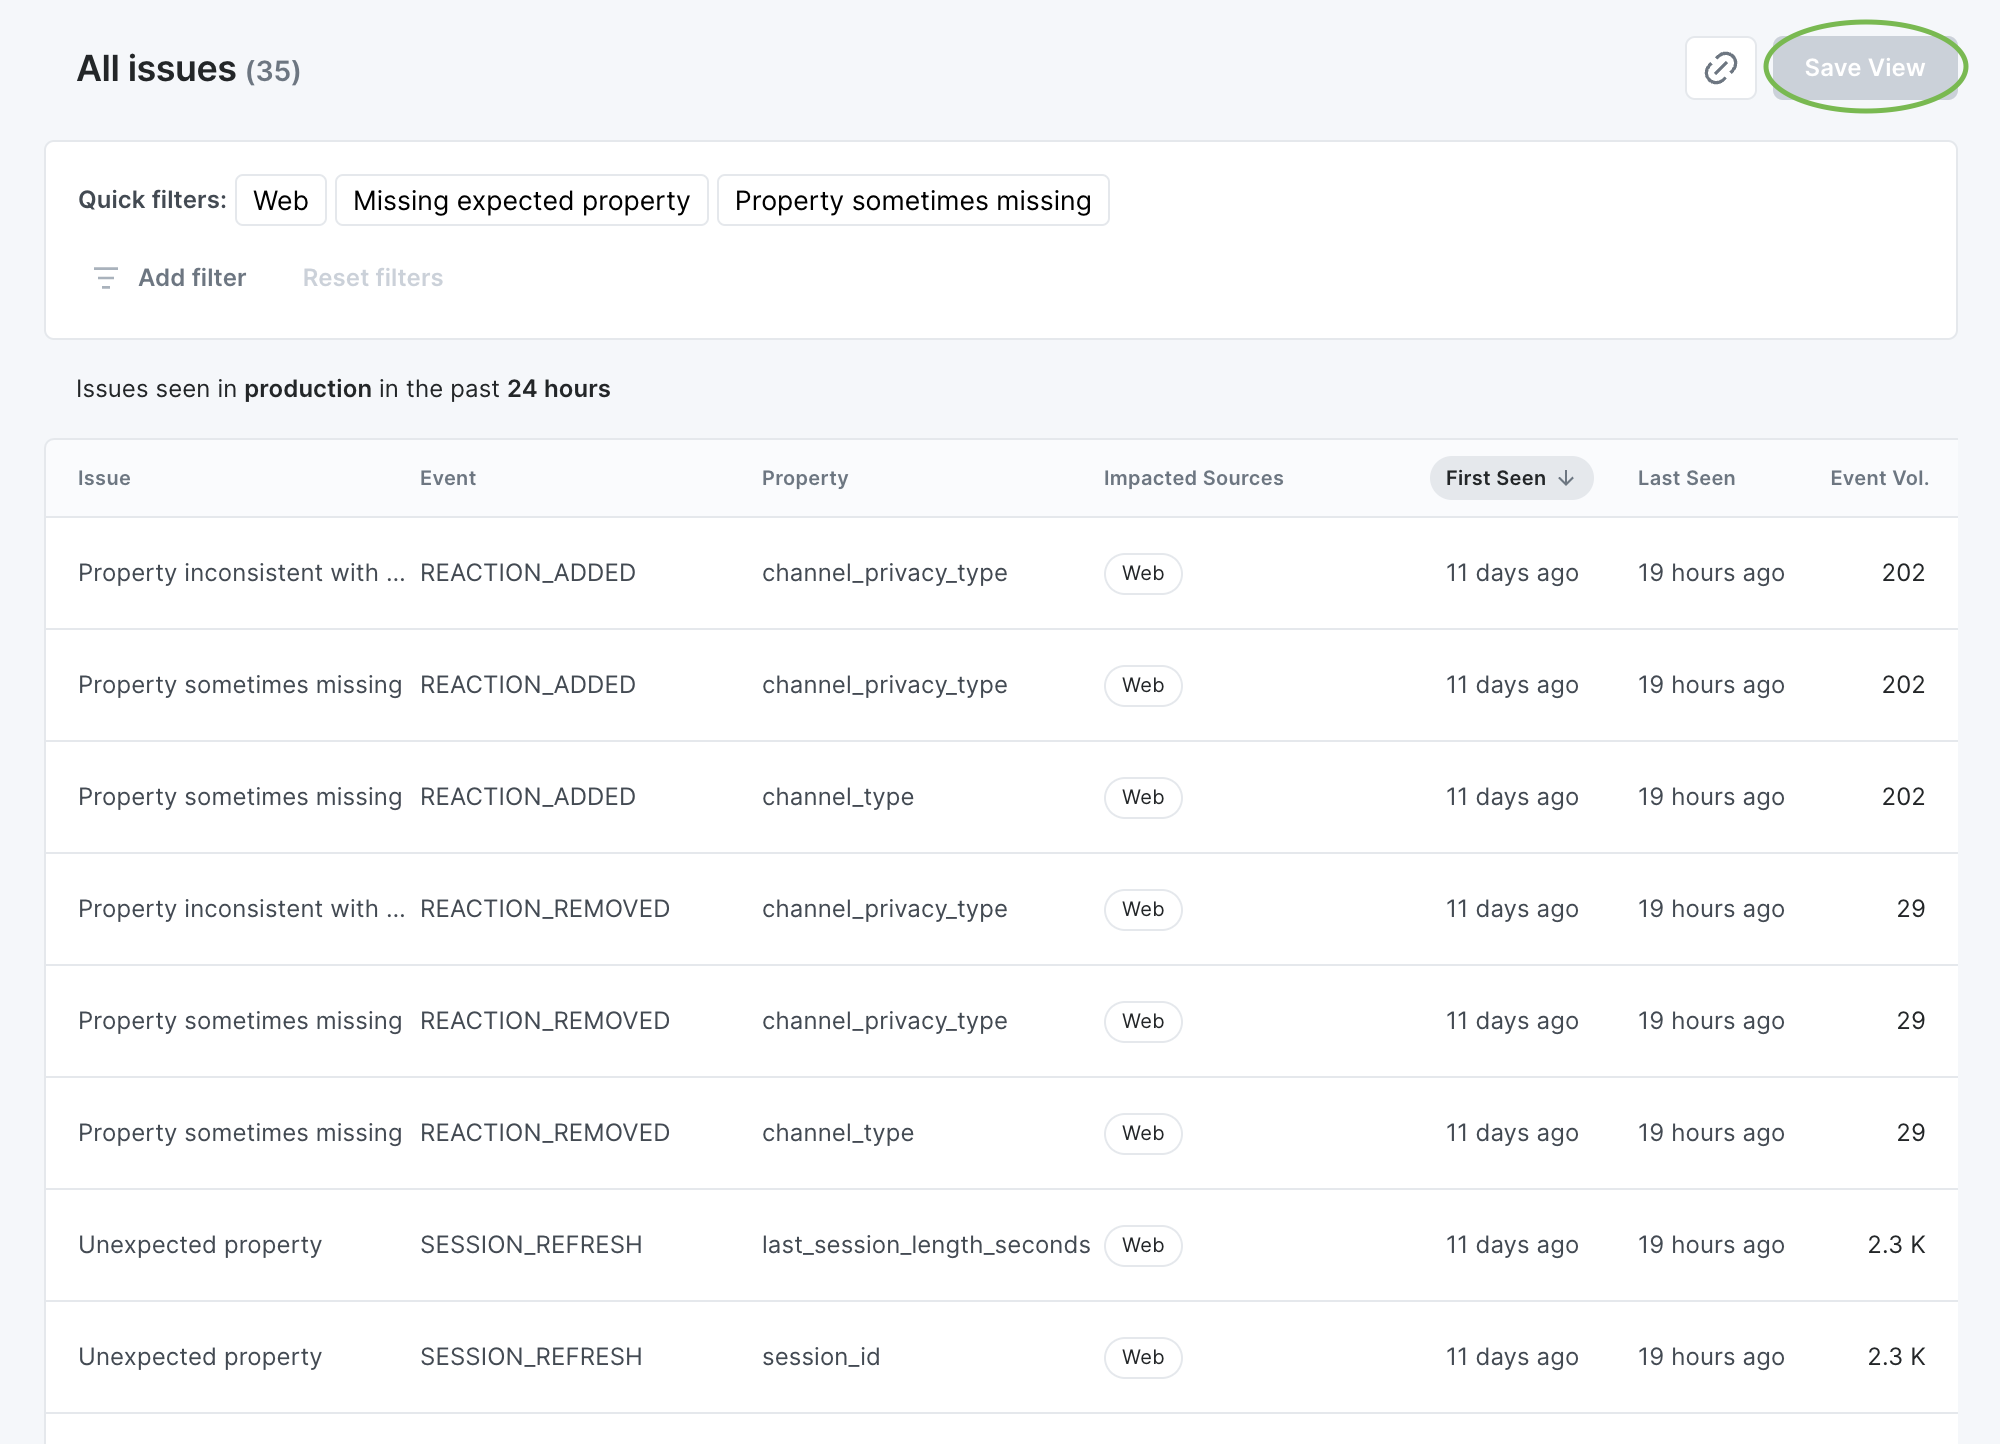 All issues (35)
Save View
Quick filters: Web Missing expected property Property sometimes missing
Add filter Reset filters
Issues seen in production in the past 24 hours
Issue Event Property Impacted Sources First Seen Last Seen Event Vol.
Property inconsistent with ... REACTION_ADDED channel_privacy_type Web 11 days ago 19 hours ago 202
Property sometimes missing REACTION_ADDED channel_privacy_type Web 11 days ago 19 hours ago 202
Property sometimes missing REACTION_ADDED channel_type Web 11 days ago 19 hours ago 202
Property inconsistent with ... REACTION_REMOVED channel_privacy_type Web 11 days ago 19 hours ago 29
Property sometimes missing REACTION_REMOVED channel_privacy_type Web 11 days ago 19 hours ago 29
Property sometimes missing REACTION_REMOVED channel_type Web 11 days ago 19 hours ago 29
Unexpected property SESSION_REFRESH last_session_length_seconds Web 11 days ago 19 hours ago 2.3 K
Unexpected property SESSION_REFRESH session_id Web 11 days ago 19 hours ago 2.3 K